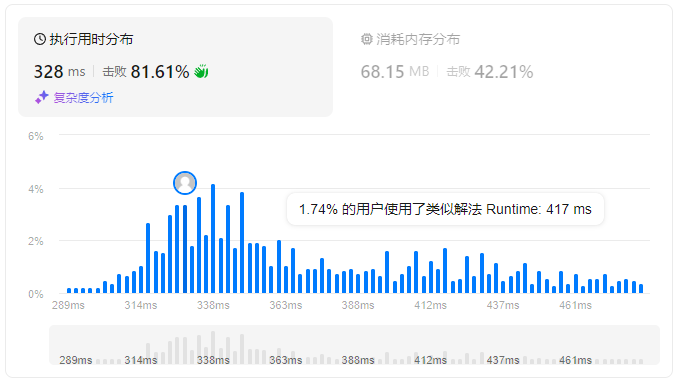 执行用时分布
328 ms 击败 81.61%
复杂度分析
消耗内存分布
68.15 MB 击败 42.21%
6%
4%
2%
0%
1.74% 的用户使用了类似解法 Runtime: 417 ms
289ms 314ms 338ms 363ms 388ms 412ms 437ms 461ms
289ms 314ms 338ms 363ms 388ms 412ms 437ms 461ms